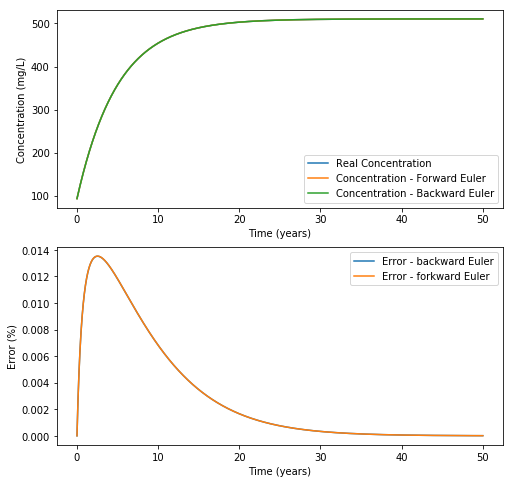 500
400
300
200
100
Concentration (mg/L)
Real Concentration
Concentration - Forward Euler
Concentration - Backward Euler
0 10 20 30 40 50
Time (years)
0.014
0.012
0.010
0.008
0.006
0.004
0.002
0.000
Error (%)
Error - backward Euler
Error - forkward Euler
0 10 20 30 40 50
Time (years)